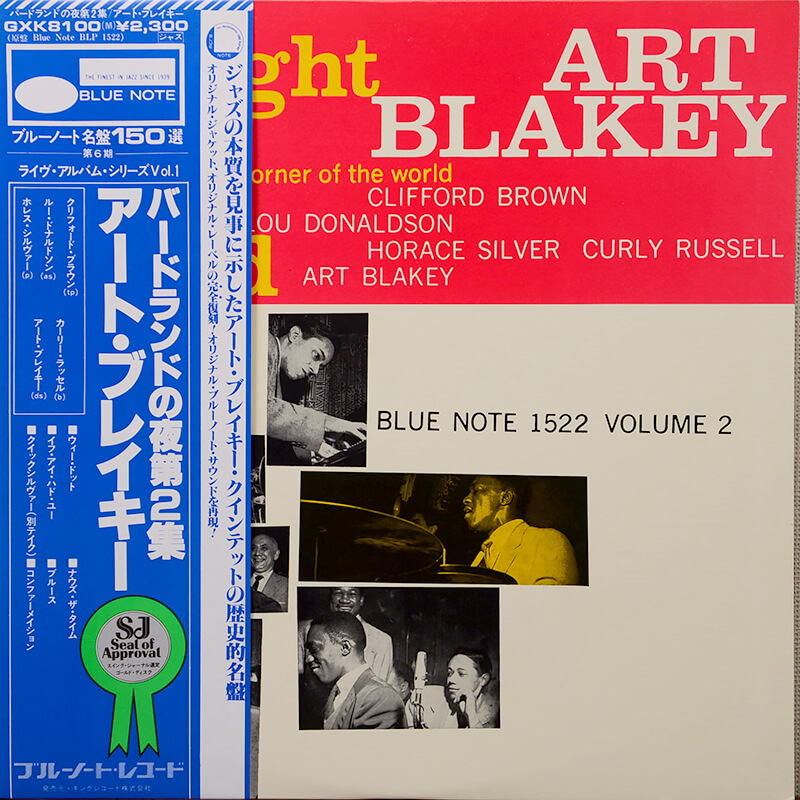 バードランドの夜第2集/アート・ブレイキー
GXK8100(M)¥2,300
(原盤 Blue Note BLP 1522) ジャズ
THE FINEST IN JAZZ SINCE 1939
BLUE NOTE
ブルーノート名盤150選
第6期
ライヴ・アルバム・シリーズVol.1
クリフォード・ブラウン(tp)
ルー・ドナルドソン(as)
ホレス・シルヴァー(p)
カーリー・ラッセル(b)
アート・ブレイキー(ds)
バードランドの夜第2集
アート・ブレイキー
■ウィー・ドット
■イフ・アイ・ハド・ユー
■クイックシルヴァー(別テイク)
■ナウズ・ザ・タイム
■ブルース
■コンファーメイション
SJ
Seal of
Approval
スイング・ジャーナル選定
ゴールド・ディスク
ブルーノート・レコード
発売元・キングレコード株式会社
NOTE
ジャズの本質を見事に示したアート・ブレイキー・クインテットの歴史的名盤
オリジナル・ジャケット、オリジナル・レーベルの完全復刻!オリジナル・ブルーノート・サウンドを再現!
ght
ART
BLAKEY
orner of the world
CLIFFORD BROWN
LOU DONALDSON
HORACE SILVER CURLY RUSSELL
d
ART BLAKEY
BLUE NOTE 1522 VOLUME 2